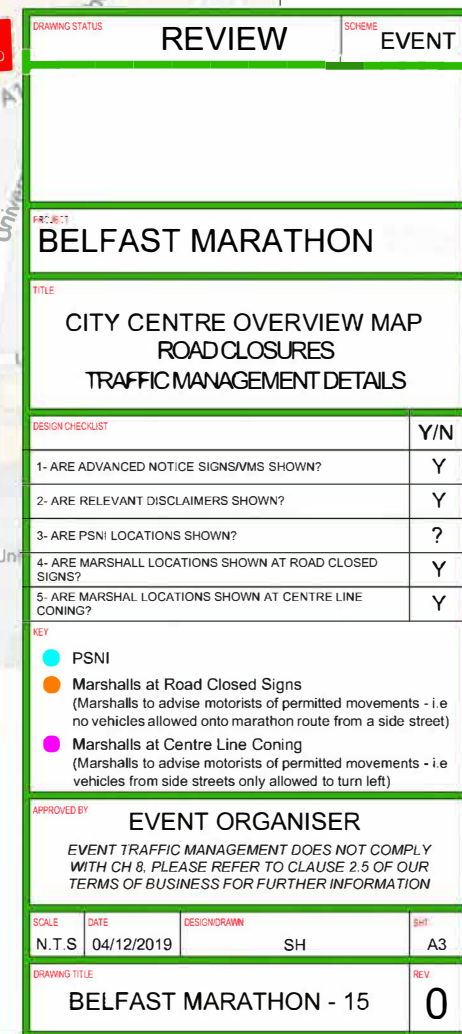 DRAWING STATUS
REVIEW
SCHEME
EVENT
PROJECT
BELFAST MARATHON
TITLE
CITY CENTRE OVERVIEW MAP
ROAD CLOSURES
TRAFFIC MANAGEMENT DETAILS
DESIGN CHECKLIST
Y/N
1- ARE ADVANCED NOTICE SIGNS/VMS SHOWN?
Y
2- ARE RELEVANT DISCLAIMERS SHOWN?
Y
3- ARE PSNI LOCATIONS SHOWN?
?
4- ARE MARSHALL LOCATIONS SHOWN AT ROAD CLOSED
SIGNS?
Y
5- ARE MARSHAL LOCATIONS SHOWN AT CENTRE LINE
CONING?
Y
KEY
PSNI
Marshalls at Road Closed Signs
(Marshalls to advise motorists of permitted movements - i.e
no vehicles allowed onto marathon route from a side street)
Marshalls at Centre Line Coning
(Marshalls to advise motorists of permitted movements - i.e
vehicles from side streets only allowed to turn left)
APPROVED BY
EVENT ORGANISER
EVENT TRAFFIC MANAGEMENT DOES NOT COMPLY
WITH CH 8, PLEASE REFER TO CLAUSE 2.5 OF OUR
TERMS OF BUSINESS FOR FURTHER INFORMATION
SCALE
N.T.S
DATE
04/12/2019
DESIGN/DRAWN
SH
SHT
A3
DRAWING TITLE
BELFAST MARATHON - 15
REV
0